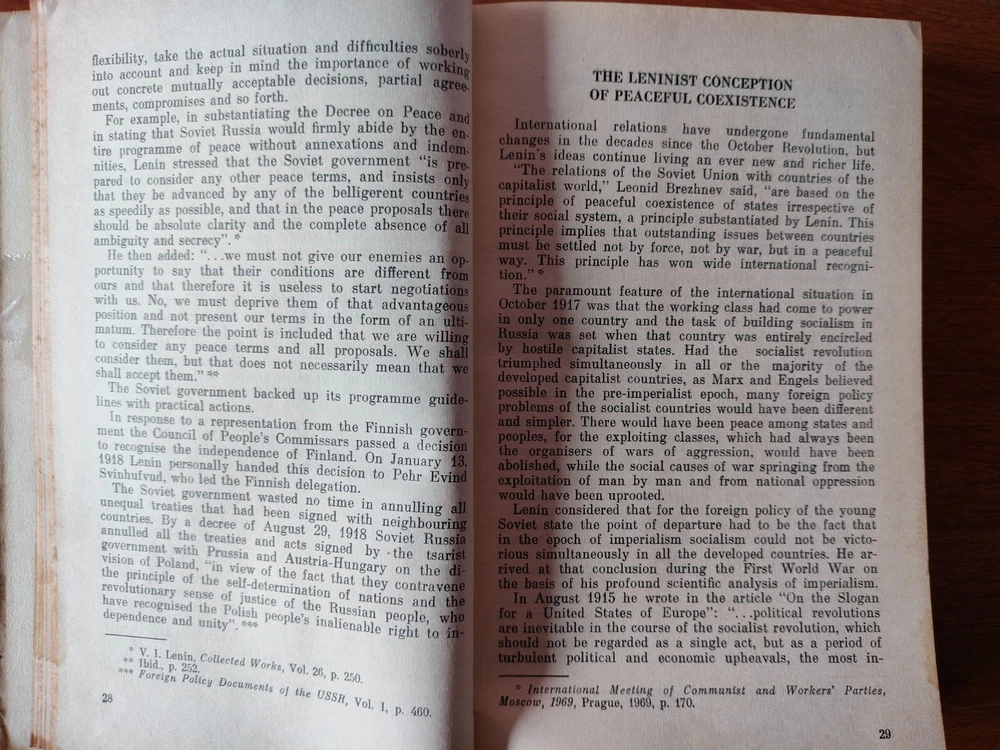 flexibility, take the actual situation and difficulties soberly
into account and keep in mind the importance of working
out concrete mutually acceptable decisions, partial agree-
ments, compromises and so forth.
For example, in substantiating the Decree on Peace and
in stating that Soviet Russia would firmly abide by the en-
tire programme of peace without annexations and indem-
nities, Lenin stressed that the Soviet government “is pre-
pared to consider any other peace terms, and insists only
that they be advanced by any of the belligerent countries
as speedily as possible, and that in the peace proposals there
should be absolute clarity and the complete absence of all
ambiguity and secrecy”. *
He then added: “...we must not give our enemies an op-
portunity to say that their conditions are different from
ours and that therefore it is useless to start negotiations
with us. No, we must deprive them of that advantageous
position and not present our terms in the form of an ulti-
matum. Therefore the point is included that we are willing
to consider any peace terms and all proposals. We shall
consider them, but that does not necessarily mean that we
shall accept them.” **
The Soviet government backed up its programme guide-
lines with practical actions.
In response to a representation from the Finnish govern-
ment the Council of People's Commissars passed a decision
to recognise the independence of Finland. On January 13,
1918 Lenin personally handed this decision to Pehr Evind
Svinhufvud, who led the Finnish delegation.
The Soviet government wasted no time in annulling all
unequal treaties that had been signed with neighbouring
countries. By a decree of August 29, 1918 Soviet Russia
annulled all the treaties and acts signed by the tsarist
government with Prussia and Austria-Hungary on the di-
vision of Poland, “in view of the fact that they contravene
the principle of the self-determination of nations and the
revolutionary sense of justice of the Russian people, who
have recognised the Polish people's inalienable right to in-
dependence and unity”. ***
* V. I. Lenin, Collected Works, Vol. 26, p. 250.
** Ibid., p. 252.
*** Foreign Policy Documents of the USSR, Vol. I, p. 460.
28
THE LENINIST CONCEPTION
OF PEACEFUL COEXISTENCE
International relations have undergone fundamental
changes in the decades since the October Revolution, but
Lenin's ideas continue living an ever new and richer life.
“The relations of the Soviet Union with countries of the
capitalist world,” Leonid Brezhnev said, “are based on the
principle of peaceful coexistence of states irrespective of
their social system, a principle substantiated by Lenin. This
principle implies that outstanding issues between countries
must be settled not by force, not by war, but in a peaceful
way. This principle has won wide international recogni-
tion.” *
The paramount feature of the international situation in
October 1917 was that the working class had come to power
in only one country and the task of building socialism in
Russia was set when that country was entirely encircled
by hostile capitalist states. Had the socialist revolution
triumphed simultaneously in all or the majority of the
developed capitalist countries, as Marx and Engels believed
possible in the pre-imperialist epoch, many foreign policy
problems of the socialist countries would have been different
and simpler. There would have been peace among states and
peoples, for the exploiting classes, which had always been
the organisers of wars of aggression, would have been
abolished, while the social causes of war springing from the
exploitation of man by man and from national oppression
would have been uprooted.
Lenin considered that for the foreign policy of the young
Soviet state the point of departure had to be the fact that
in the epoch of imperialism socialism could not be victo-
rious simultaneously in all the developed countries. He ar-
rived at that conclusion during the First World War on
the basis of his profound scientific analysis of imperialism.
In August 1915 he wrote in the article “On the Slogan
for a United States of Europe”: “...political revolutions
are inevitable in the course of the socialist revolution, which
should not be regarded as a single act, but as a period of
turbulent political and economic upheavals, the most in-
* International Meeting of Communist and Workers' Parties,
Moscow, 1969, Prague, 1969, p. 170.
29